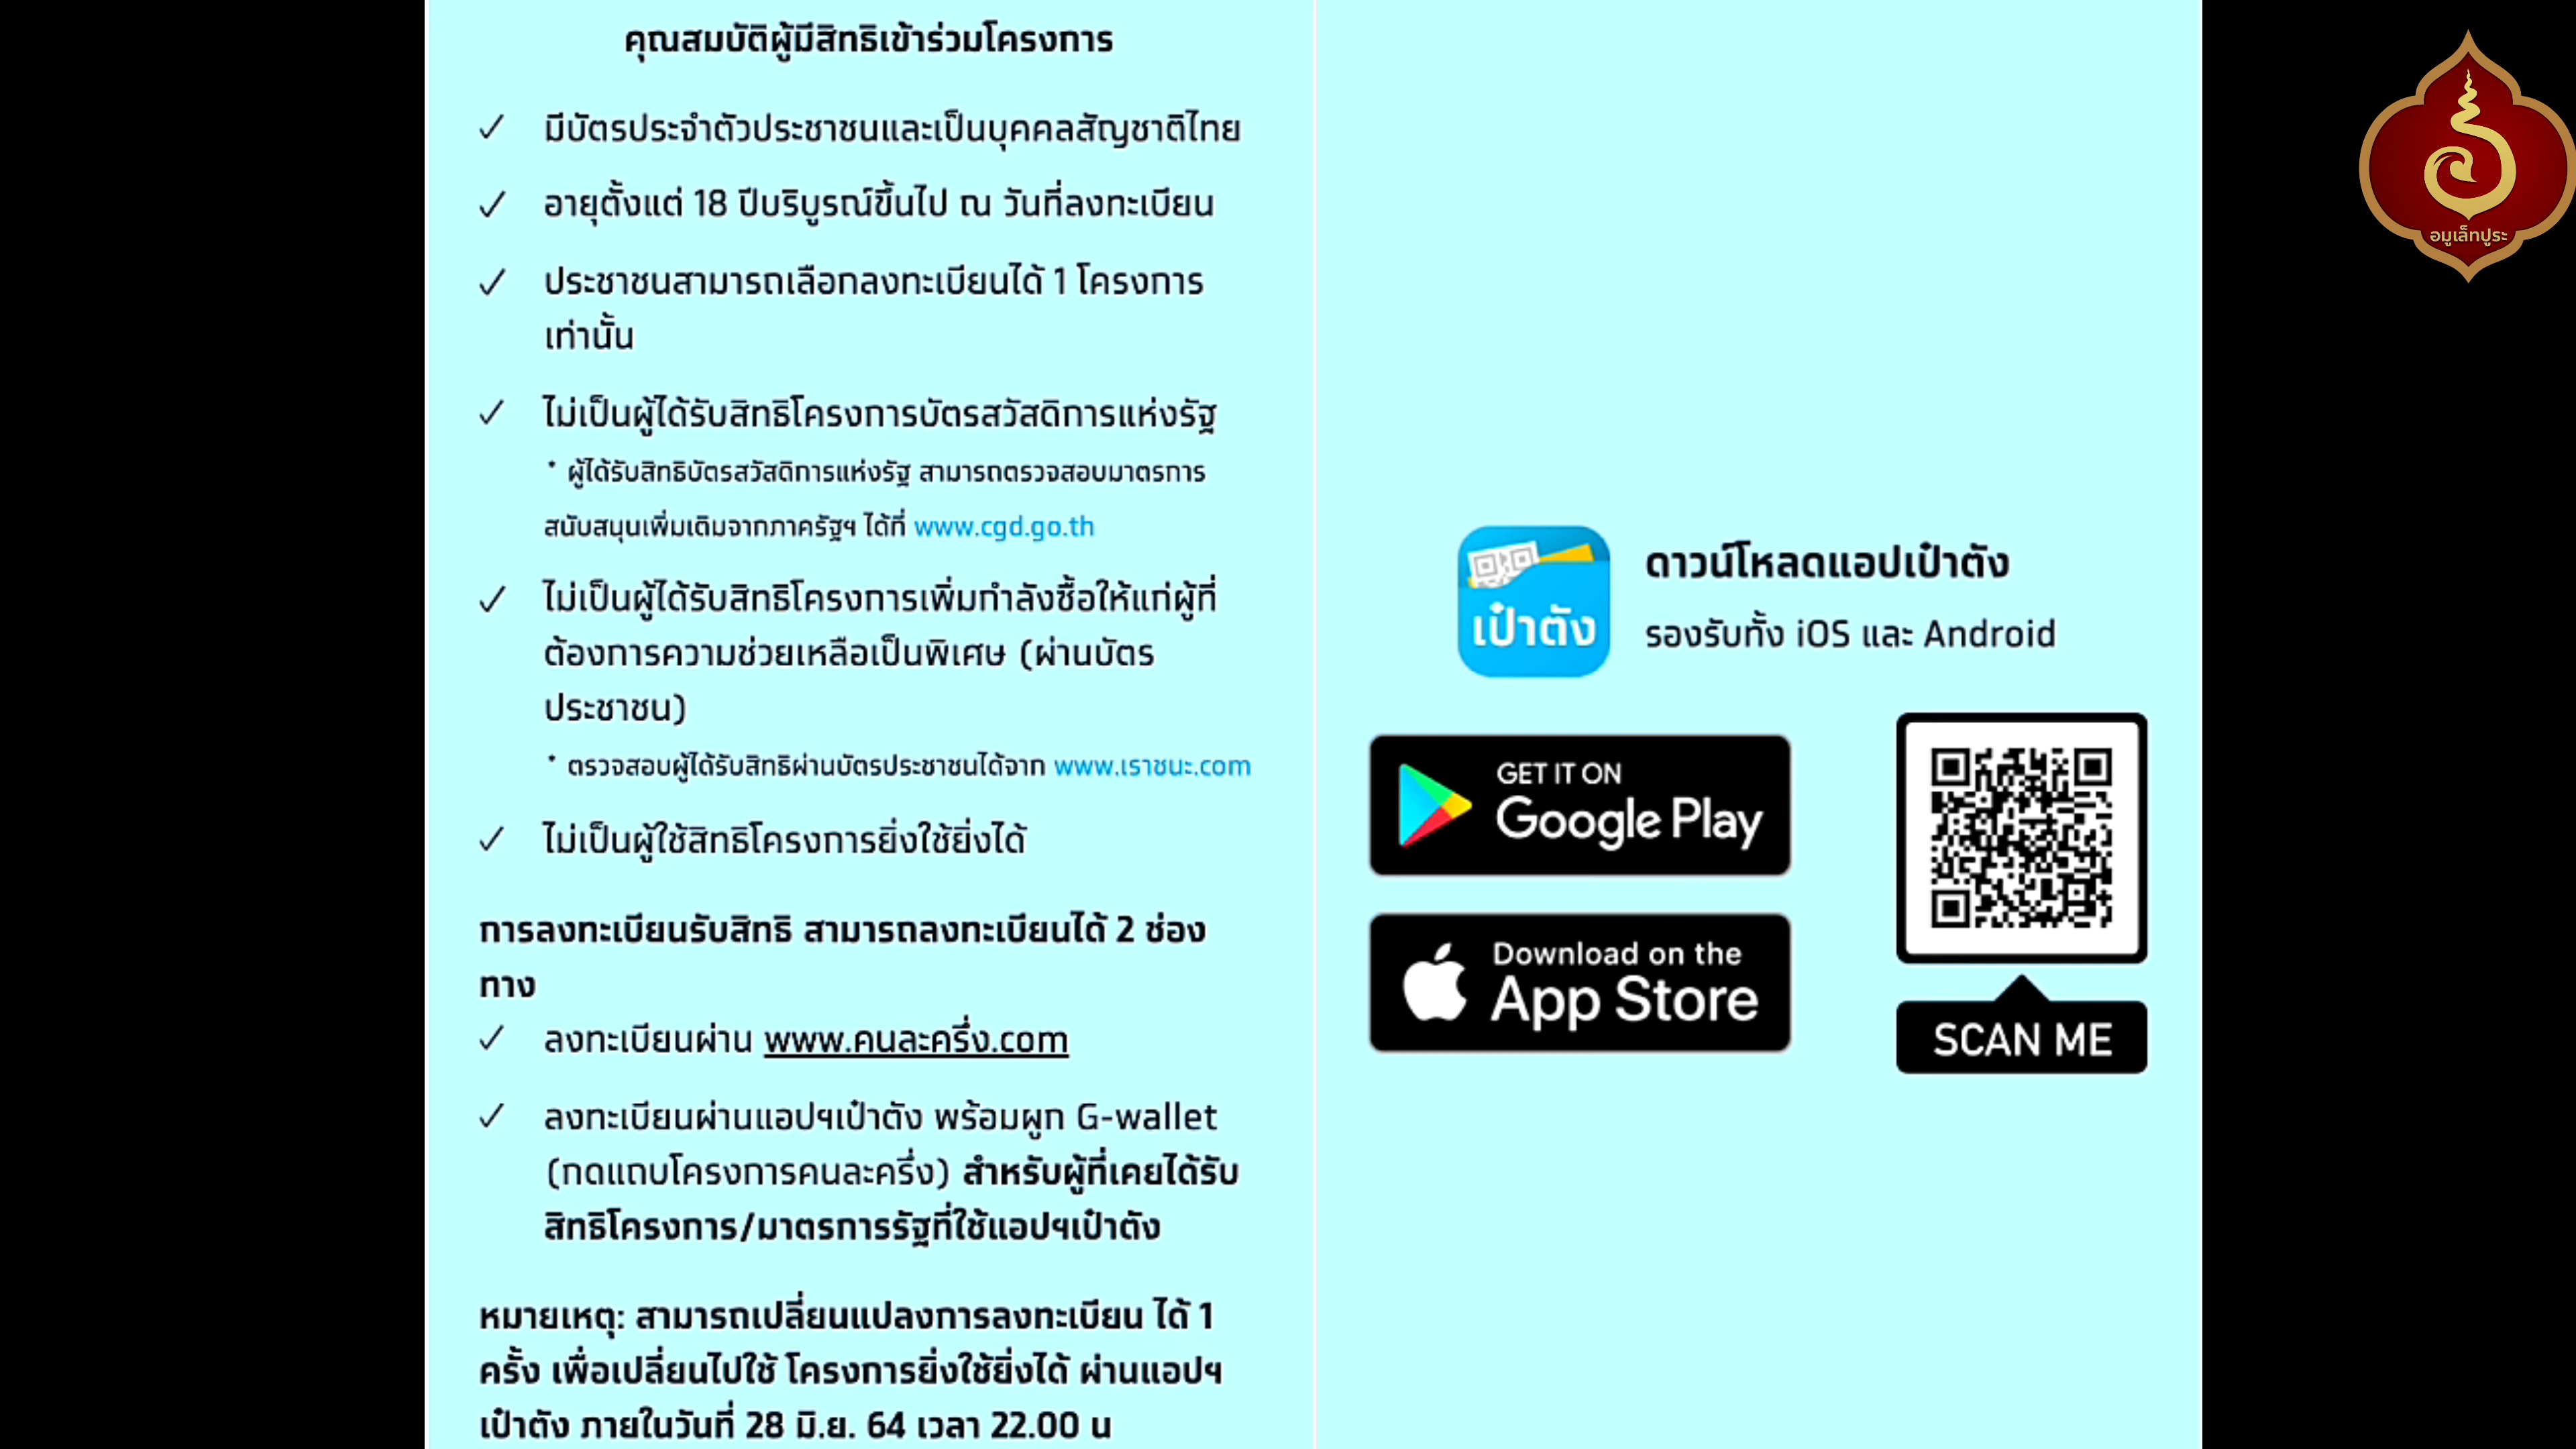 คุณสมบัติผู้มีสิทธิเข้าร่วมโครงการ
✓ มีบัตรประจำตัวประชาชนและเป็นบุคคลสัญชาติไทย
✓ อายุตั้งแต่ 18 ปีบริบูรณ์ขึ้นไป ณ วันที่ลงทะเบียน
✓ ประชาชนสามารถเลือกลงทะเบียนได้ 1 โครงการ
เท่านั้น
✓ ไม่เป็นผู้ได้รับสิทธิโครงการบัตรสวัสดิการแห่งรัฐ
* ผู้ได้รับสิทธิบัตรสวัสดิการแห่งรัฐ สามารถตรวจสอบมาตรการ
สนับสนุนเพิ่มเติมจากภาครัฐฯ ได้ที่ www.cgd.go.th
✓ ไม่เป็นผู้ได้รับสิทธิโครงการเพิ่มกำลังซื้อให้แก่ผู้ที่
ต้องการความช่วยเหลือเป็นพิเศษ (ผ่านบัตร
ประชาชน)
* ตรวจสอบผู้ได้รับสิทธิผ่านบัตรประชาชนได้จาก www.เราชนะ.com
✓ ไม่เป็นผู้ใช้สิทธิโครงการยิ่งใช้ยิ่งได้
การลงทะเบียนรับสิทธิ สามารถลงทะเบียนได้ 2 ช่อง
ทาง
✓ ลงทะเบียนผ่าน www.คนละครึ่ง.com
✓ ลงทะเบียนผ่านแอปฯเป๋าตัง พร้อมผูก G-wallet
(กดแถบโครงการคนละครึ่ง) สำหรับผู้ที่เคยได้รับ
สิทธิโครงการ/มาตรการรัฐที่ใช้แอปฯเป๋าตัง
หมายเหตุ: สามารถเปลี่ยนแปลงการลงทะเบียน ได้ 1
ครั้ง เพื่อเปลี่ยนไปใช้ โครงการยิ่งใช้ยิ่งได้ ผ่านแอปฯ
เป๋าตัง ภายในวันที่ 28 มิ.ย. 64 เวลา 22.00 น
เป๋าตัง
ดาวน์โหลดแอปเป๋าตัง
รองรับทั้ง iOS และ Android
GET IT ON
Google Play
Download on the
App Store
SCAN ME
อมูเล็ทปูระ